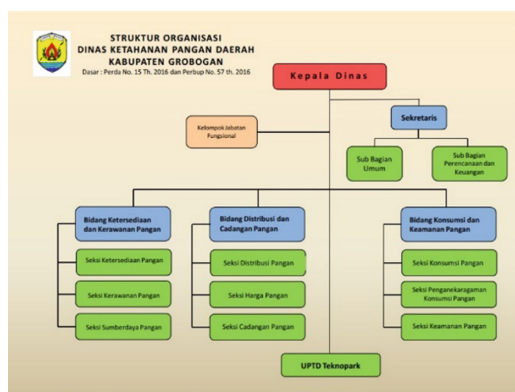 STRUKTUR ORGANISASI
DINAS KETAHANAN PANGAN DAERAH
KABUPATEN GROBOGAN
Dasar : Perda No. 15 Th. 2016 dan Perbup No. 57 th. 2016
Kepala Dinas
Sekretaris
Kelompok Jabatan
Fungsional
Sub Bagian
Umum
Sub Bagian
Perencanaan dan
Keuangan
Bidang Ketersediaan
dan Kerawanan Pangan
Bidang Distribusi dan
Cadangan Pangan
Bidang Konsumsi dan
Keamanan Pangan
Seksi Ketersediaan Pangan
Seksi Distribusi Pangan
Seksi Konsumsi Pangan
Seksi Kerawanan Pangan
Seksi Harga Pangan
Seksi Penganekaragaman
Konsumsi Pangan
Seksi Sumberdaya Pangan
Seksi Cadangan Pangan
Seksi Keamanan Pangan
UPTD Teknopark